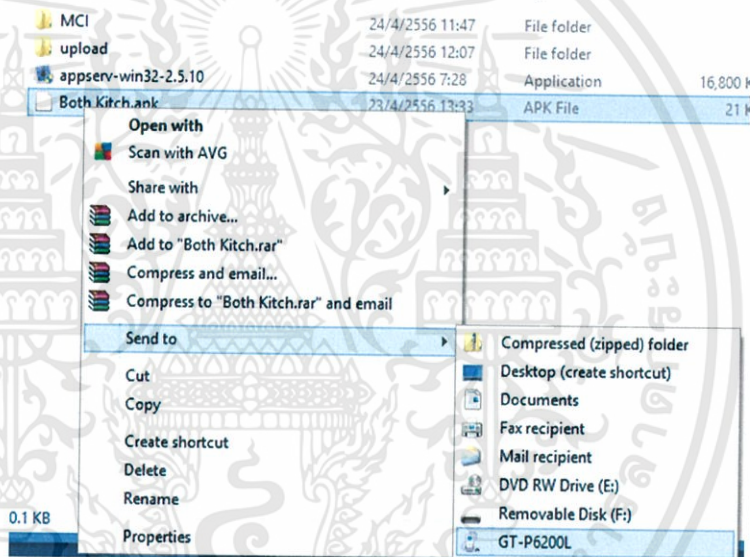 MCI 24/4/2556 11:47 File folder
upload 24/4/2556 12:07 File folder
appserv-win32-2.5.10 24/4/2556 7:28 Application 16,800 K
Both Kitch.apk 23/4/2556 13:33 APK File 21 K
Open with
Scan with AVG
Share with
Add to archive...
Add to "Both Kitch.rar"
Compress and email...
Compress to "Both Kitch.rar" and email
Send to
Cut
Copy
Create shortcut
Delete
Rename
Properties
Compressed (zipped) folder
Desktop (create shortcut)
Documents
Fax recipient
Mail recipient
DVD RW Drive (E:)
Removable Disk (F:)
GT-P6200L
0.1 KB